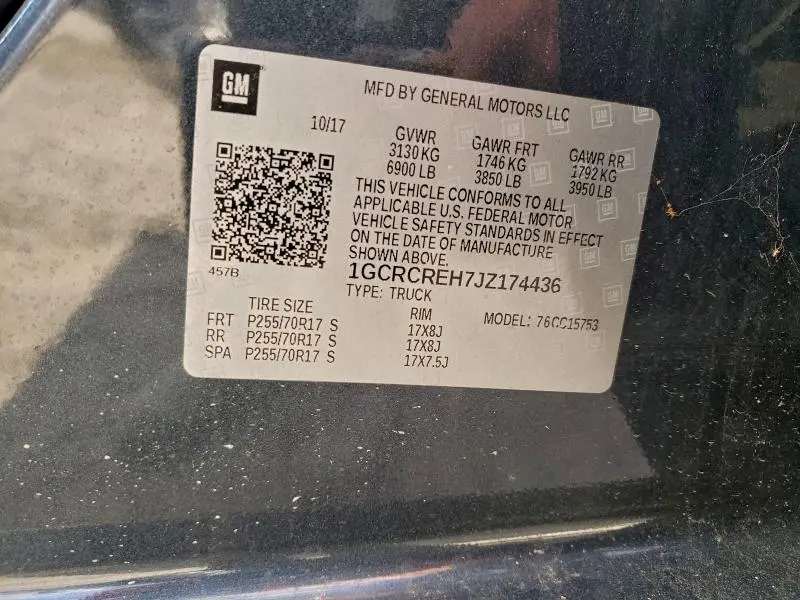 GM
MFD BY GENERAL MOTORS LLC
10/17
GVWR GAWR FRT GAWR RR
3130 KG 1746 KG 1792 KG
6900 LB 3850 LB 3950 LB
THIS VEHICLE CONFORMS TO ALL
APPLICABLE U.S. FEDERAL MOTOR
VEHICLE SAFETY STANDARDS IN EFFECT
ON THE DATE OF MANUFACTURE
SHOWN ABOVE.
457B
1GCRCREH7JZ174436
TYPE: TRUCK
TIRE SIZE RIM MODEL: 76CC15753
FRT P255/70R17 S 17X8J
RR P255/70R17 S 17X8J
SPA P255/70R17 S 17X7.5J